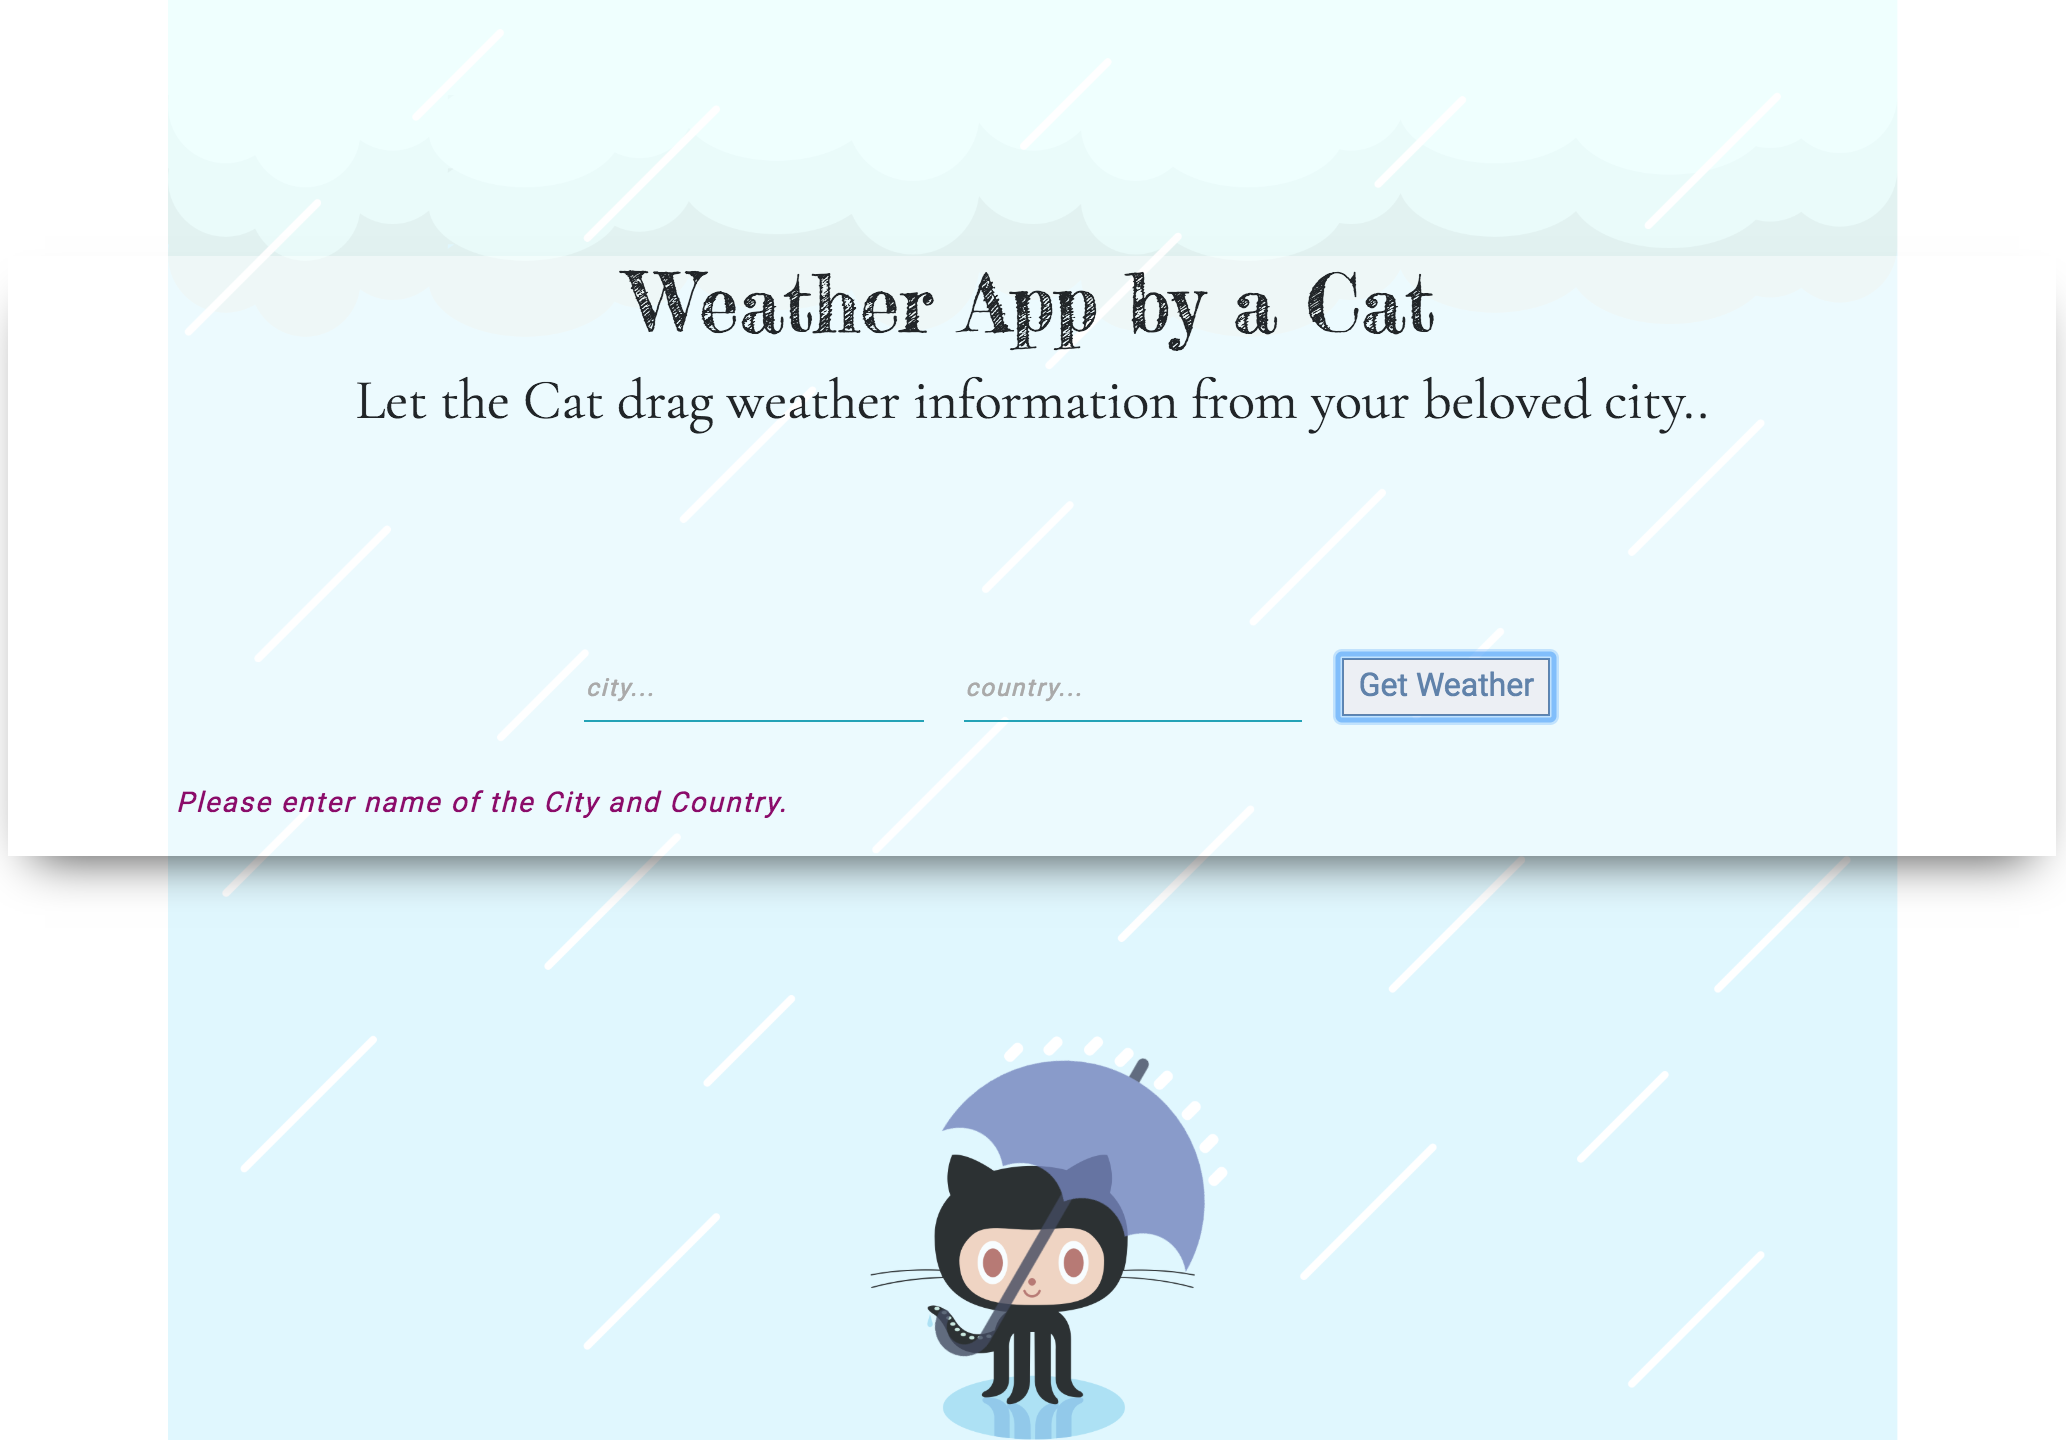 Weather App by a Cat
Let the Cat drag weather information from your beloved city..
city... country... Get Weather
Please enter name of the City and Country.